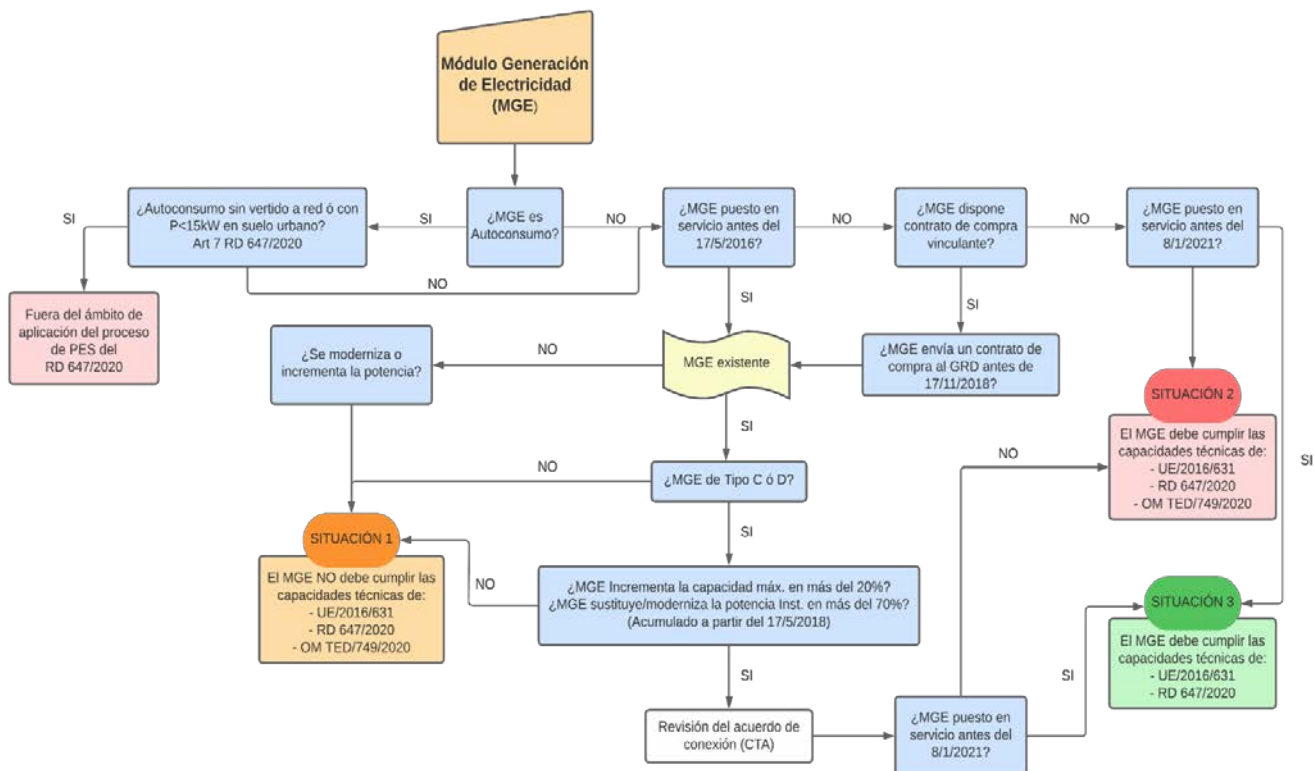 Módulo Generación
de Electricidad
(MGE)
SI
¿Autoconsumo sin vertido a red ó con
P<15kW en suelo urbano?
Art 7 RD 647/2020
SI
¿MGE es
Autoconsumo?
NO
¿MGE puesto en
servicio antes del
17/5/2016?
NO
¿MGE dispone
contrato de compra
vinculante?
NO
¿MGE puesto en
servicio antes del
8/1/2021?
NO
SI
SI
Fuera del ámbito de
aplicación del proceso
de PES del
RD 647/2020
¿Se moderniza o
incrementa la potencia?
NO
MGE existente
¿MGE envía un contrato de
compra al GRD antes de
17/11/2018?
SITUACIÓN 2
El MGE debe cumplir las
capacidades técnicas de:
- UE/2016/631
- RD 647/2020
- OM TED/749/2020
SI
SI
NO
¿MGE de Tipo C ó D?
NO
SI
SITUACIÓN 1
El MGE NO debe cumplir las
capacidades técnicas de:
- UE/2016/631
- RD 647/2020
- OM TED/749/2020
NO
¿MGE Incrementa la capacidad máx. en más del 20%?
¿MGE sustituye/moderniza la potencia Inst. en más del 70%?
(Acumulado a partir del 17/5/2018)
SITUACIÓN 3
El MGE debe cumplir las
capacidades técnicas de:
- UE/2016/631
- RD 647/2020
SI
SI
Revisión del acuerdo de
conexión (CTA)
¿MGE puesto en
servicio antes del
8/1/2021?